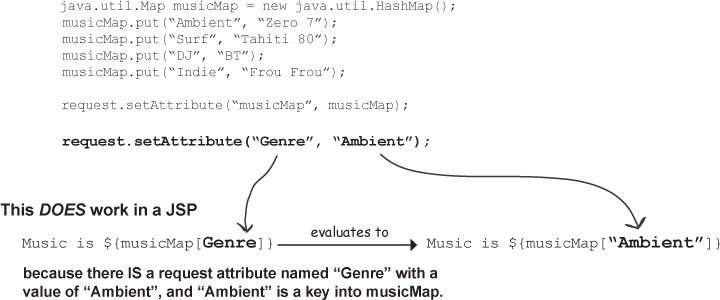 java.util.Map musicMap = new java.util.HashMap();
musicMap.put(“Ambient”, “Zero 7”);
musicMap.put(“Surf”, “Tahiti 80”);
musicMap.put(“DJ”, “BT”);
musicMap.put(“Indie”, “Frou Frou”);
request.setAttribute(“musicMap”, musicMap);
request.setAttribute(“Genre”, “Ambient”);
This DOES work in a JSP
Music is ${musicMap[Genre]} evaluates to Music is ${musicMap[“Ambient”]}
because there IS a request attribute named “Genre” with a
value of “Ambient”, and “Ambient” is a key into musicMap.